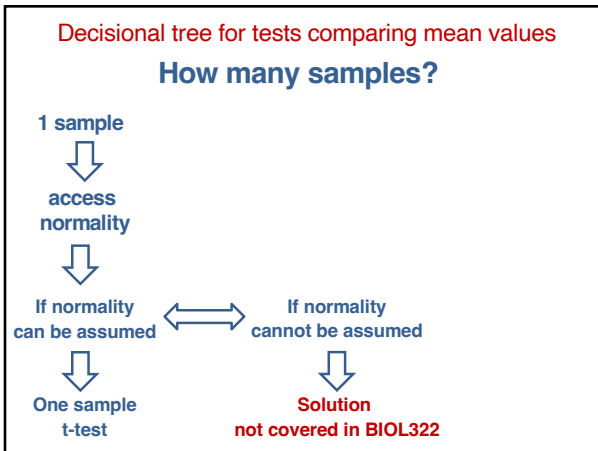 Decisional tree for tests comparing mean values
How many samples?
1 sample
access
normality
If normality
can be assumed
If normality
cannot be assumed
One sample
t-test
Solution
not covered in BIOL322